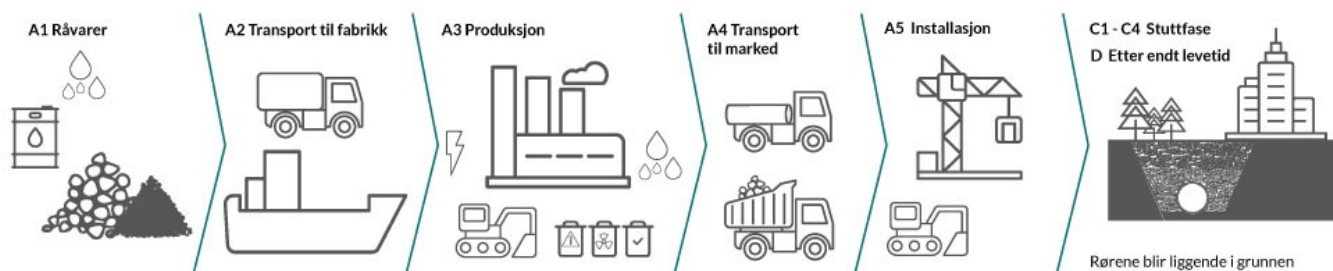 A1 Råvarer
A2 Transport til fabrikk
A3 Produksjon
A4 Transport
til marked
A5 Installasjon
C1 - C4 Stuttfase
D Etter endt levetid
Rørene blir liggende i grunnen